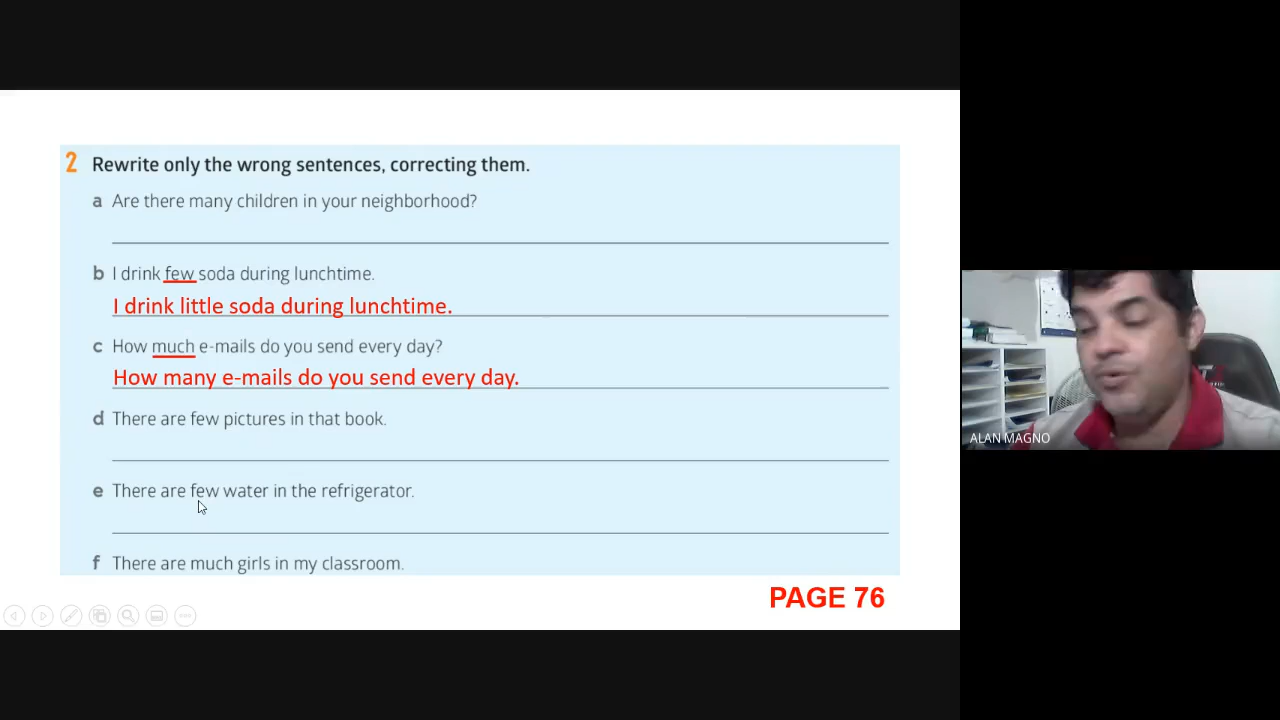 2 Rewrite only the wrong sentences, correcting them.
a Are there many children in your neighborhood?
b I drink few soda during lunchtime.
I drink little soda during lunchtime.
c How much e-mails do you send every day?
How many e-mails do you send every day.
d There are few pictures in that book.
e There are few water in the refrigerator.
f There are much girls in my classroom.
PAGE 76
ALAN MAGNO